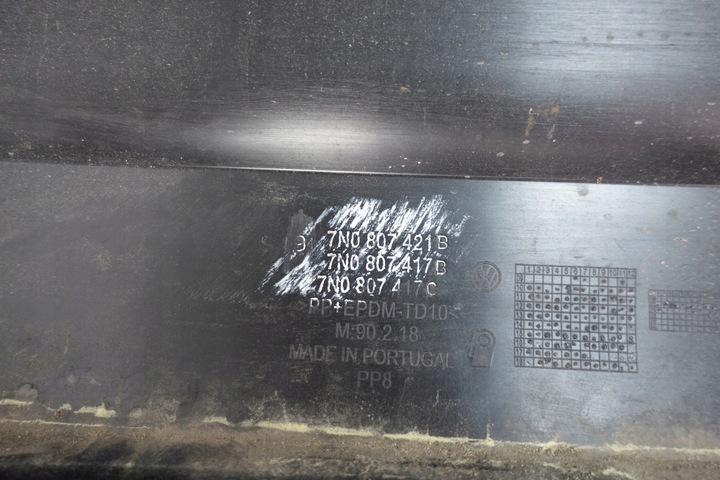 7N0 807 421 B
7N0 807 417 B
7N0 807 417 C
>PP+EPDM-TD10<
M:90.2.18
MADE IN PORTUGAL
PP8